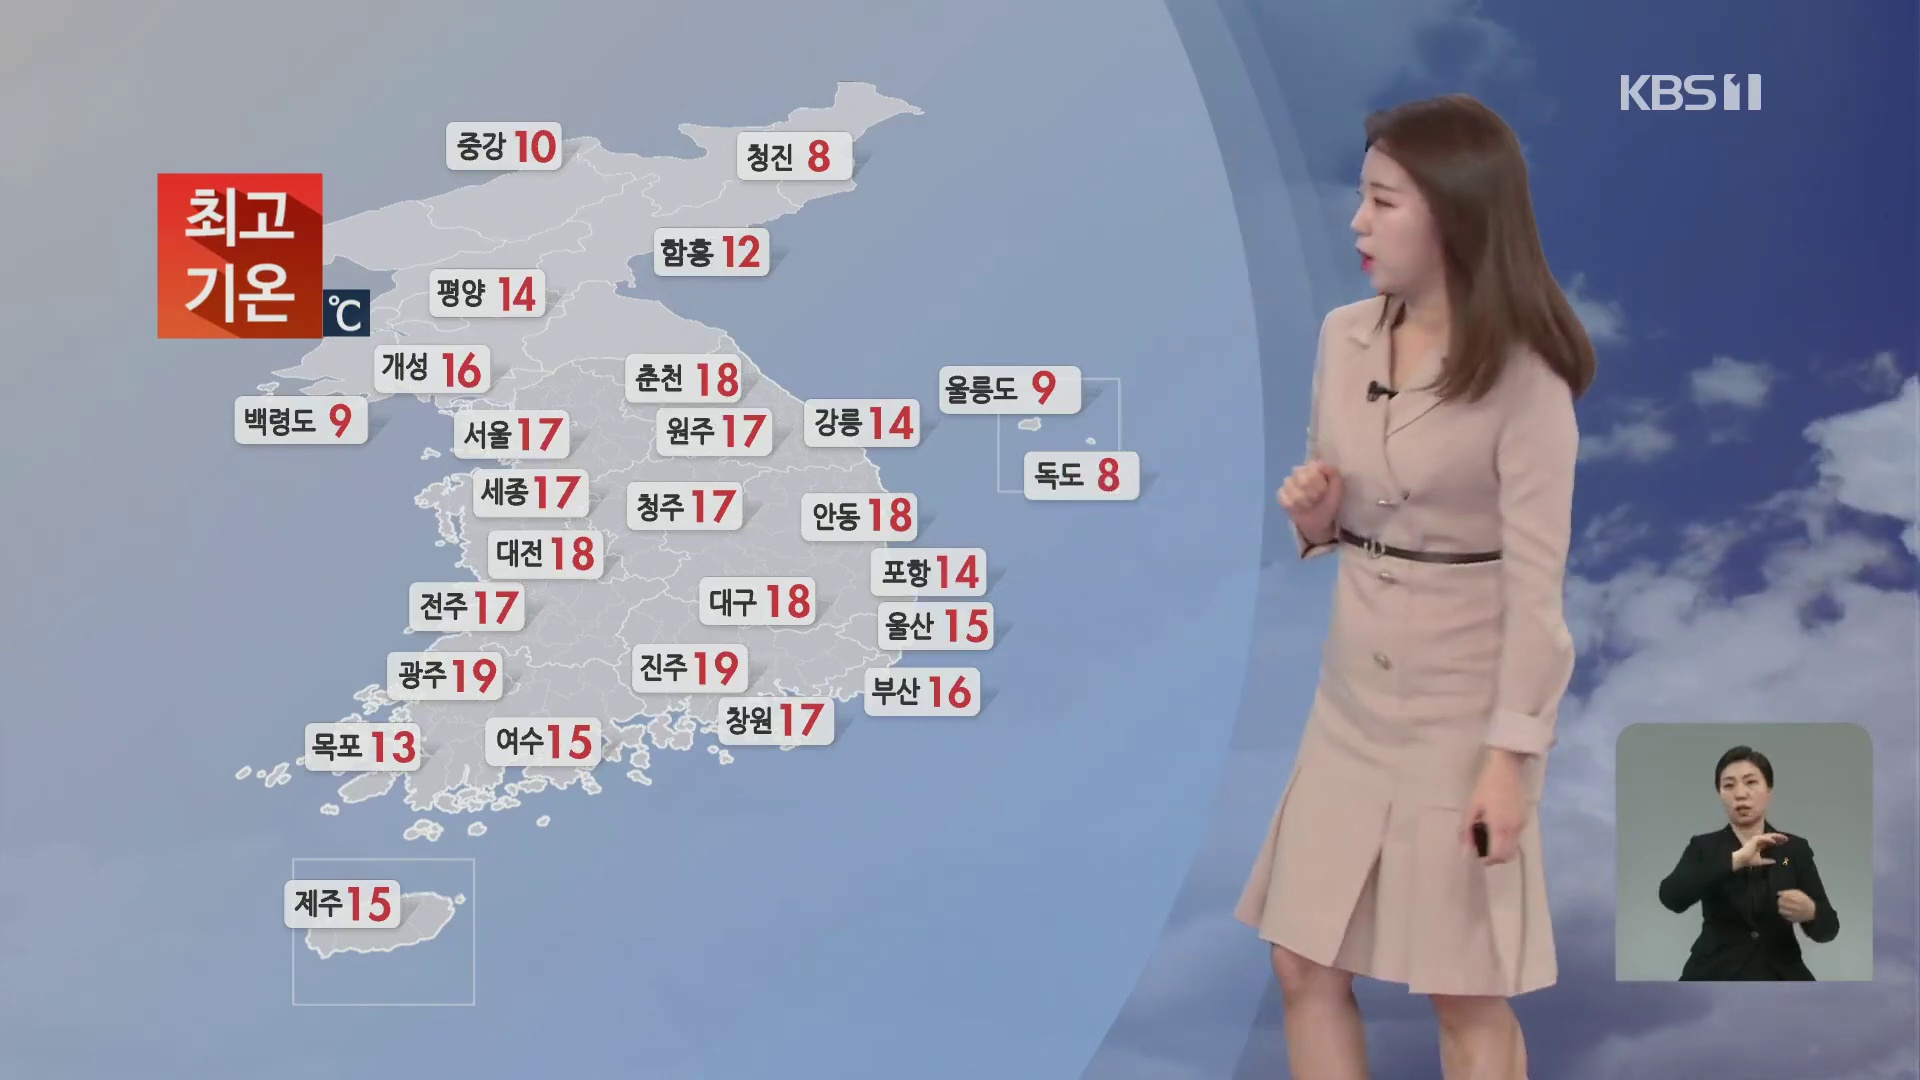 KBS 1
최고
기온
℃
중강 10
청진 8
함흥 12
평양 14
개성 16
춘천 18
울릉도 9
백령도 9
서울 17
원주 17
강릉 14
독도 8
세종 17
청주 17
안동 18
대전 18
포항 14
전주 17
대구 18
울산 15
광주 19
진주 19
부산 16
창원 17
목포 13
여수 15
제주 15